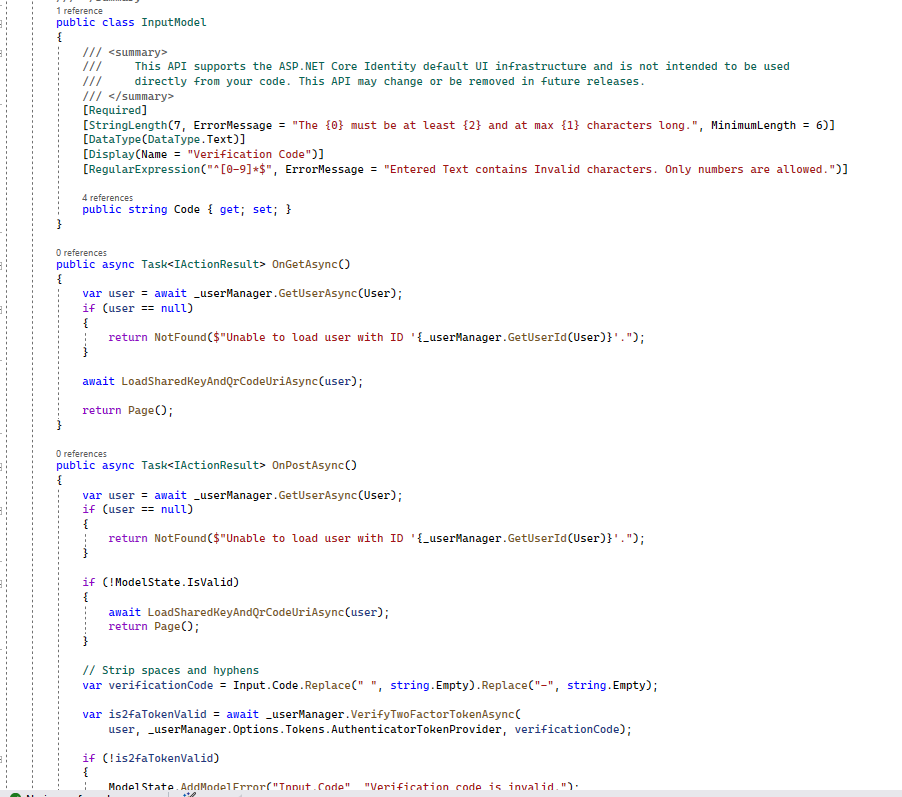 1 reference
public class InputModel
{
/// <summary>
///     This API supports the ASP.NET Core Identity default UI infrastructure and is not intended to be used
///     directly from your code. This API may change or be removed in future releases.
/// </summary>
[Required]
[StringLength(7, ErrorMessage = "The {0} must be at least {2} and at max {1} characters long.", MinimumLength = 6)]
[DataType(DataType.Text)]
[Display(Name = "Verification Code")]
[RegularExpression("^[0-9]*$", ErrorMessage = "Entered Text contains Invalid characters. Only numbers are allowed.")]
4 references
public string Code { get; set; }
}
0 references
public async Task<IActionResult> OnGetAsync()
{
var user = await _userManager.GetUserAsync(User);
if (user == null)
{
return NotFound($"Unable to load user with ID '{_userManager.GetUserId(User)}'.");
}
await LoadSharedKeyAndQrCodeUriAsync(user);
return Page();
}
0 references
public async Task<IActionResult> OnPostAsync()
{
var user = await _userManager.GetUserAsync(User);
if (user == null)
{
return NotFound($"Unable to load user with ID '{_userManager.GetUserId(User)}'.");
}
if (!ModelState.IsValid)
{
await LoadSharedKeyAndQrCodeUriAsync(user);
return Page();
}
// Strip spaces and hyphens
var verificationCode = Input.Code.Replace(" ", string.Empty).Replace("-", string.Empty);
var is2faTokenValid = await _userManager.VerifyTwoFactorTokenAsync(
user, _userManager.Options.Tokens.AuthenticatorTokenProvider, verificationCode);
if (!is2faTokenValid)
{
ModelState.AddModelError("Input.Code", "Verification code is invalid.");